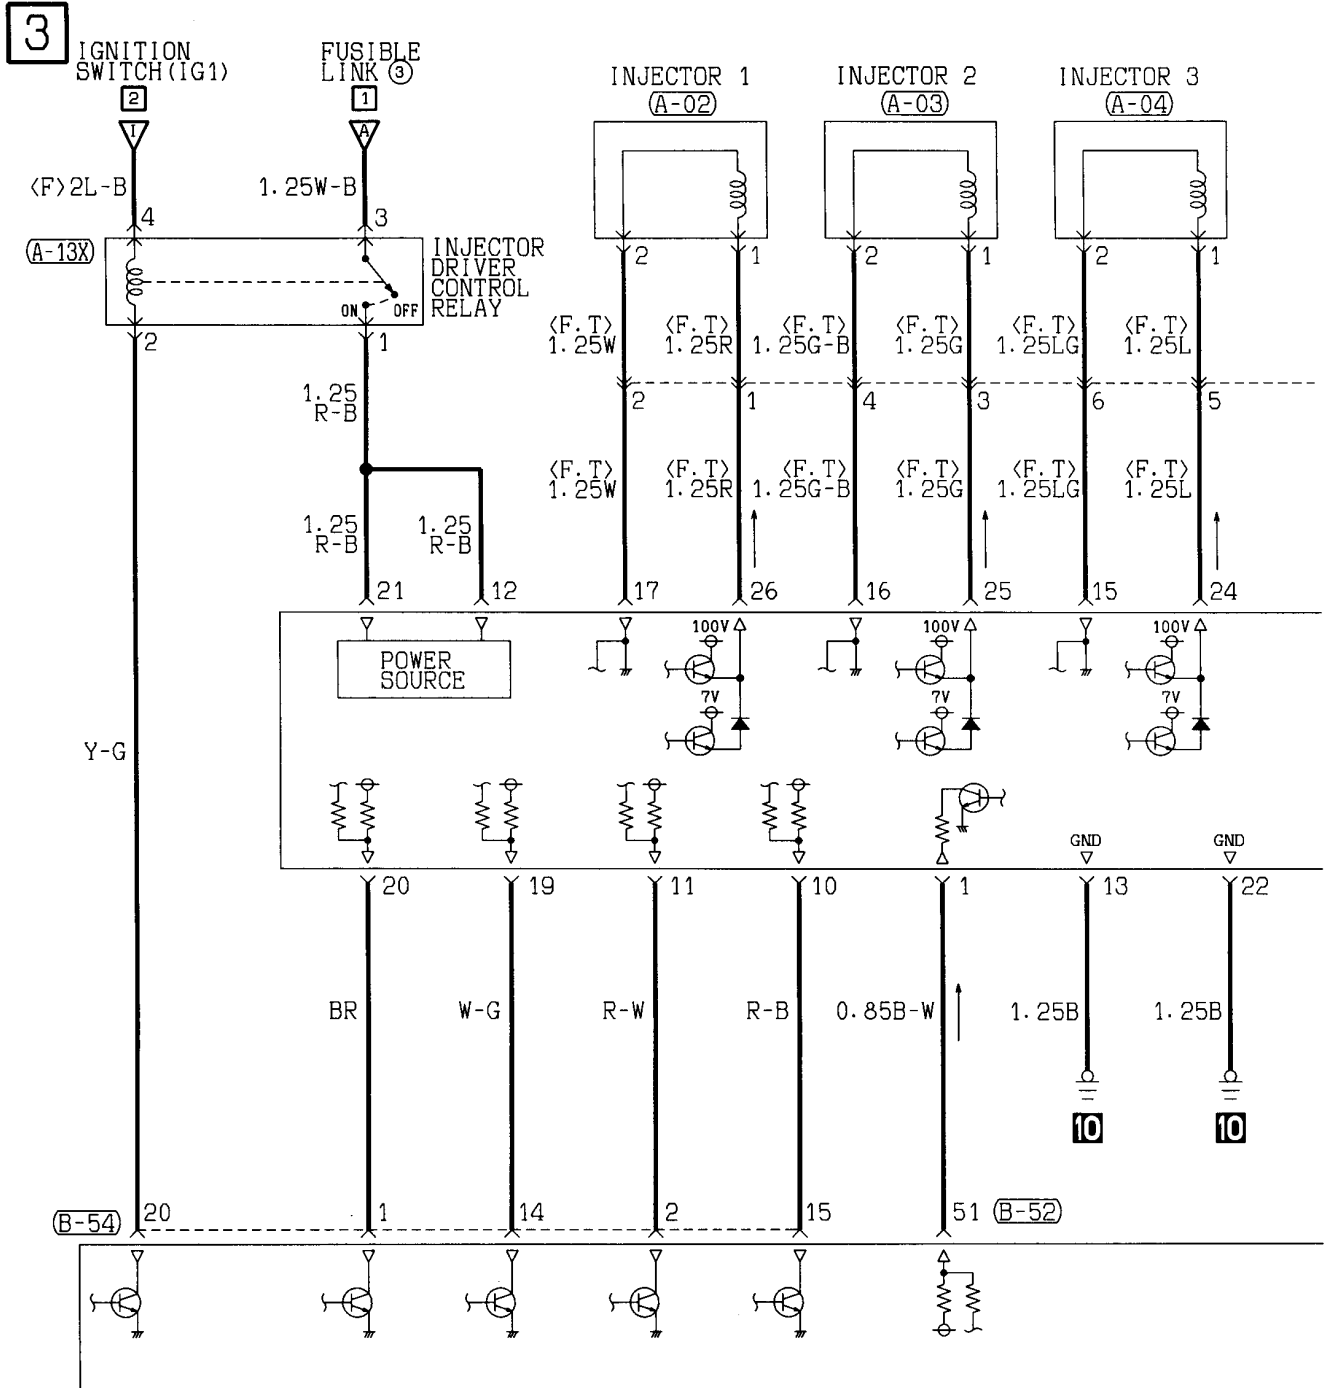 3
IGNITION
SWITCH(IG1)
2
I
FUSIBLE
LINK ③
1
A
INJECTOR 1
A-02
INJECTOR 2
A-03
INJECTOR 3
A-04
<F>2L-B
1.25W-B
4
3
A-13X
INJECTOR
DRIVER
CONTROL
RELAY
ON
OFF
2
1
2
1
2
1
2
1
<F.T>
1.25W
<F.T>
1.25R
<F.T>
1.25G-B
<F.T>
1.25G
<F.T>
1.25LG
<F.T>
1.25L
1.25
R-B
2
1
4
3
6
5
<F.T>
1.25W
<F.T>
1.25R
<F.T>
1.25G-B
<F.T>
1.25G
<F.T>
1.25LG
<F.T>
1.25L
1.25
R-B
1.25
R-B
21
12
17
26
16
25
15
24
POWER
SOURCE
100V
7V
100V
7V
100V
7V
Y-G
GND
GND
20
19
11
10
1
13
22
BR
W-G
R-W
R-B
0.85B-W
1.25B
1.25B
10
10
B-54
20
1
14
2
15
51
B-52